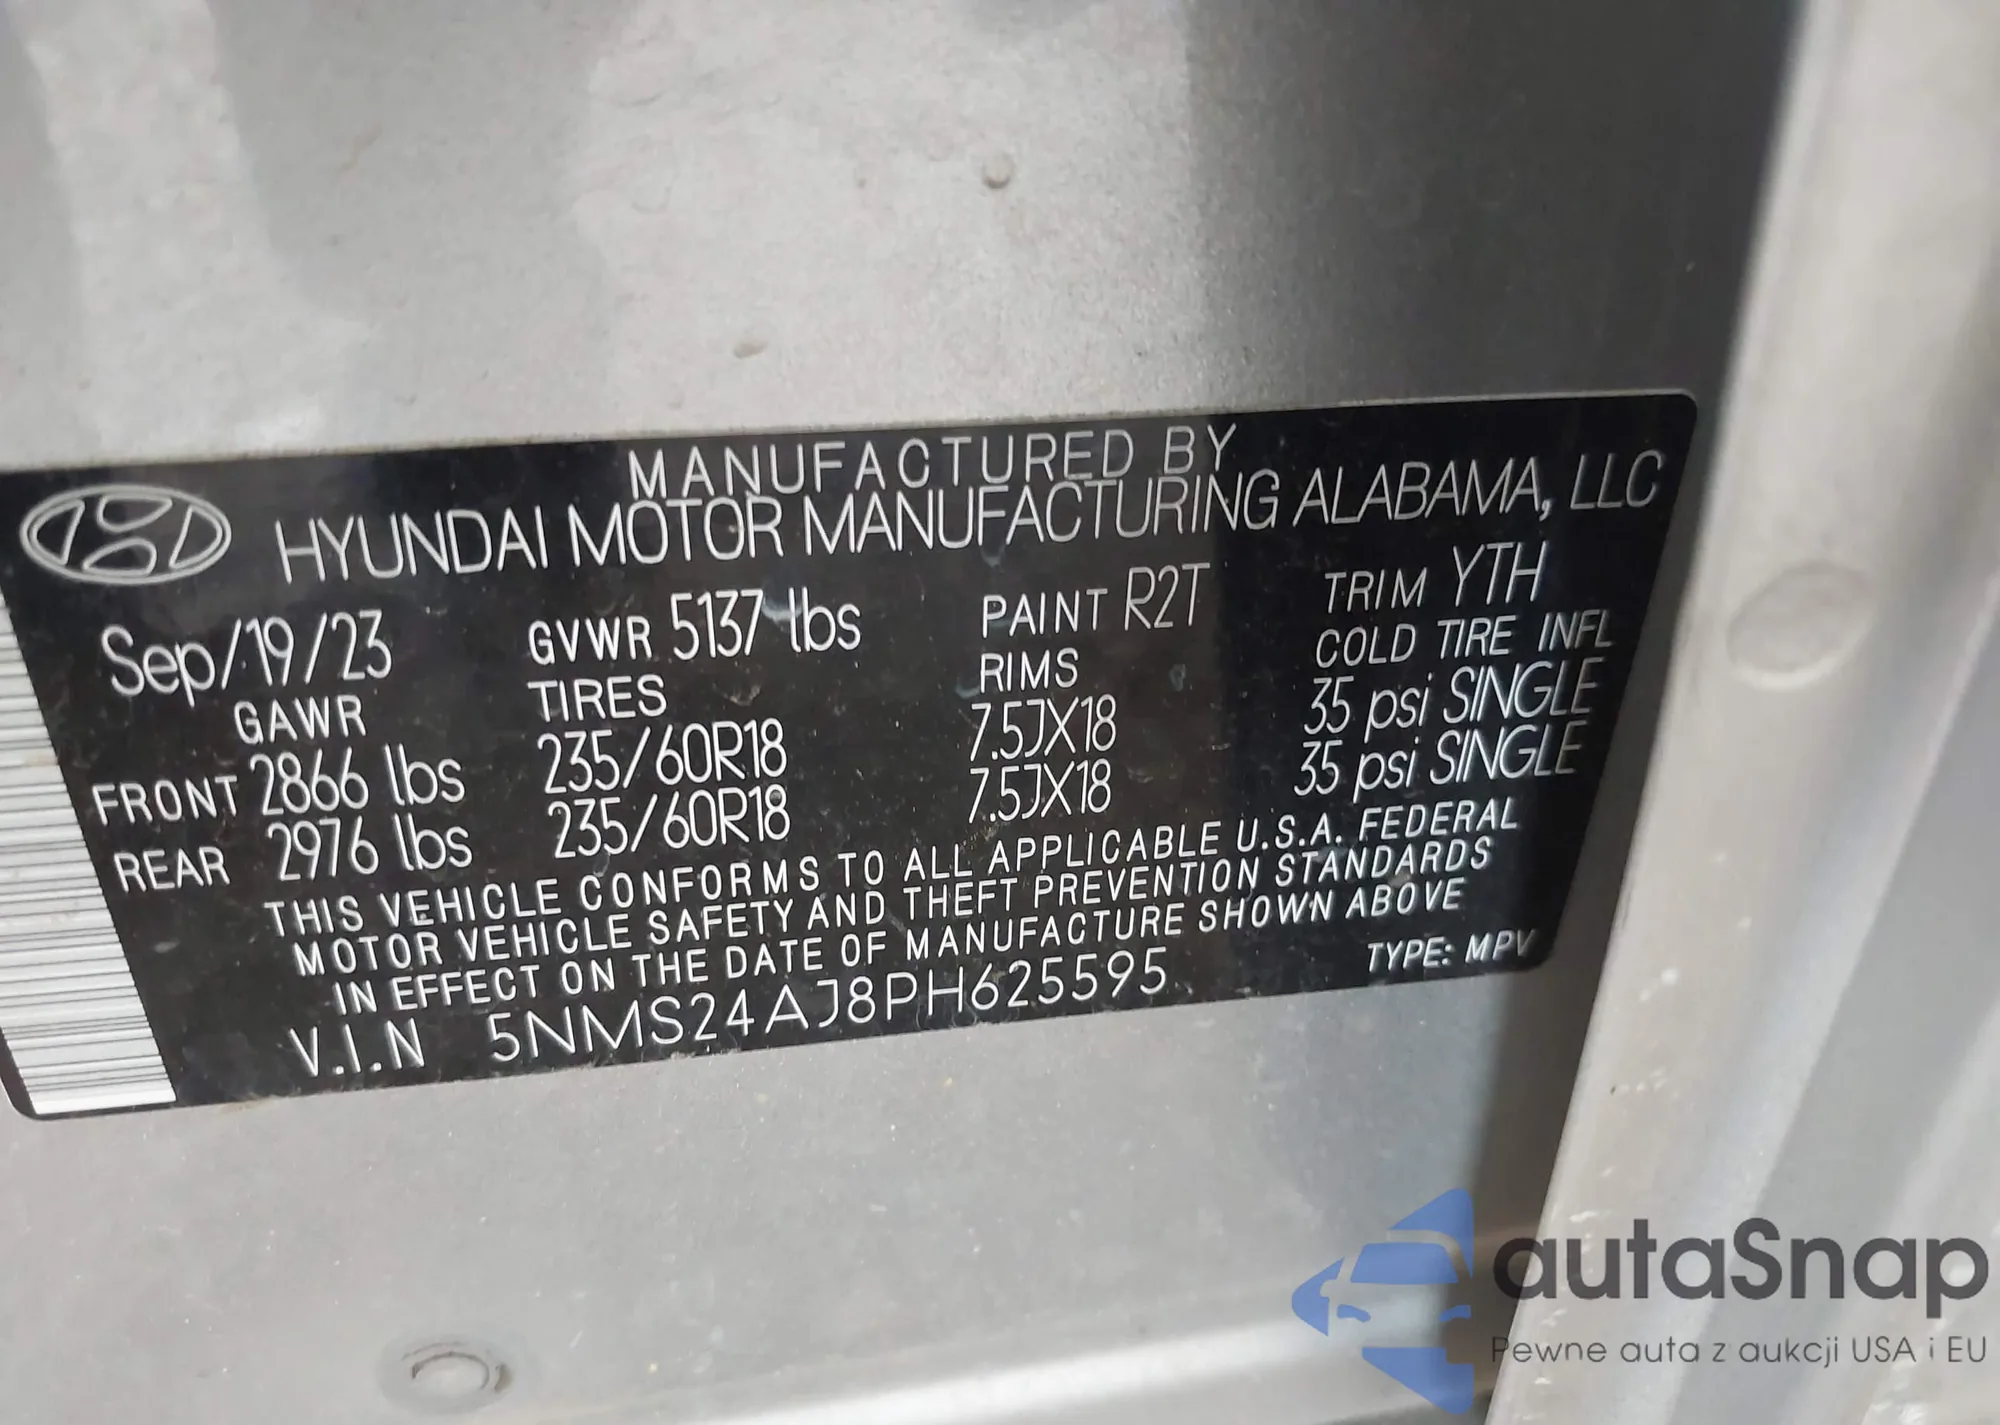 MANUFACTURED BY
HYUNDAI MOTOR MANUFACTURING ALABAMA, LLC
Sep/19/23 GVWR 5137 lbs PAINT R2T TRIM YTH
GAWR TIRES RIMS COLD TIRE INFL
FRONT 2866 lbs 235/60R18 7.5JX18 35 psi SINGLE
REAR 2976 lbs 235/60R18 7.5JX18 35 psi SINGLE
THIS VEHICLE CONFORMS TO ALL APPLICABLE U.S.A. FEDERAL
MOTOR VEHICLE SAFETY AND THEFT PREVENTION STANDARDS
IN EFFECT ON THE DATE OF MANUFACTURE SHOWN ABOVE
V.I.N 5NMS24AJ8PH625595 TYPE: MPV
autaSnap
Pewne auta z aukcji USA i EU